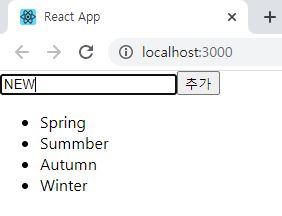 React App
localhost:3000
NEW 추가
Spring
Summber
Autumn
Winter